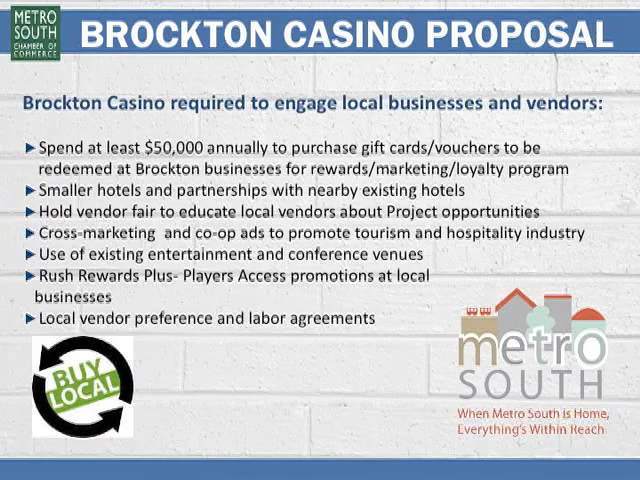 METRO
SOUTH
CHAMBER OF
COMMERCE
BROCKTON CASINO PROPOSAL
Brockton Casino required to engage local businesses and vendors:
►Spend at least $50,000 annually to purchase gift cards/vouchers to be
redeemed at Brockton businesses for rewards/marketing/loyalty program
►Smaller hotels and partnerships with nearby existing hotels
►Hold vendor fair to educate local vendors about Project opportunities
►Cross-marketing and co-op ads to promote tourism and hospitality industry
►Use of existing entertainment and conference venues
►Rush Rewards Plus- Players Access promotions at local
businesses
►Local vendor preference and labor agreements
BUY
LOCAL
metro
SOUTH
When Metro South is Home,
Everything's Within Reach